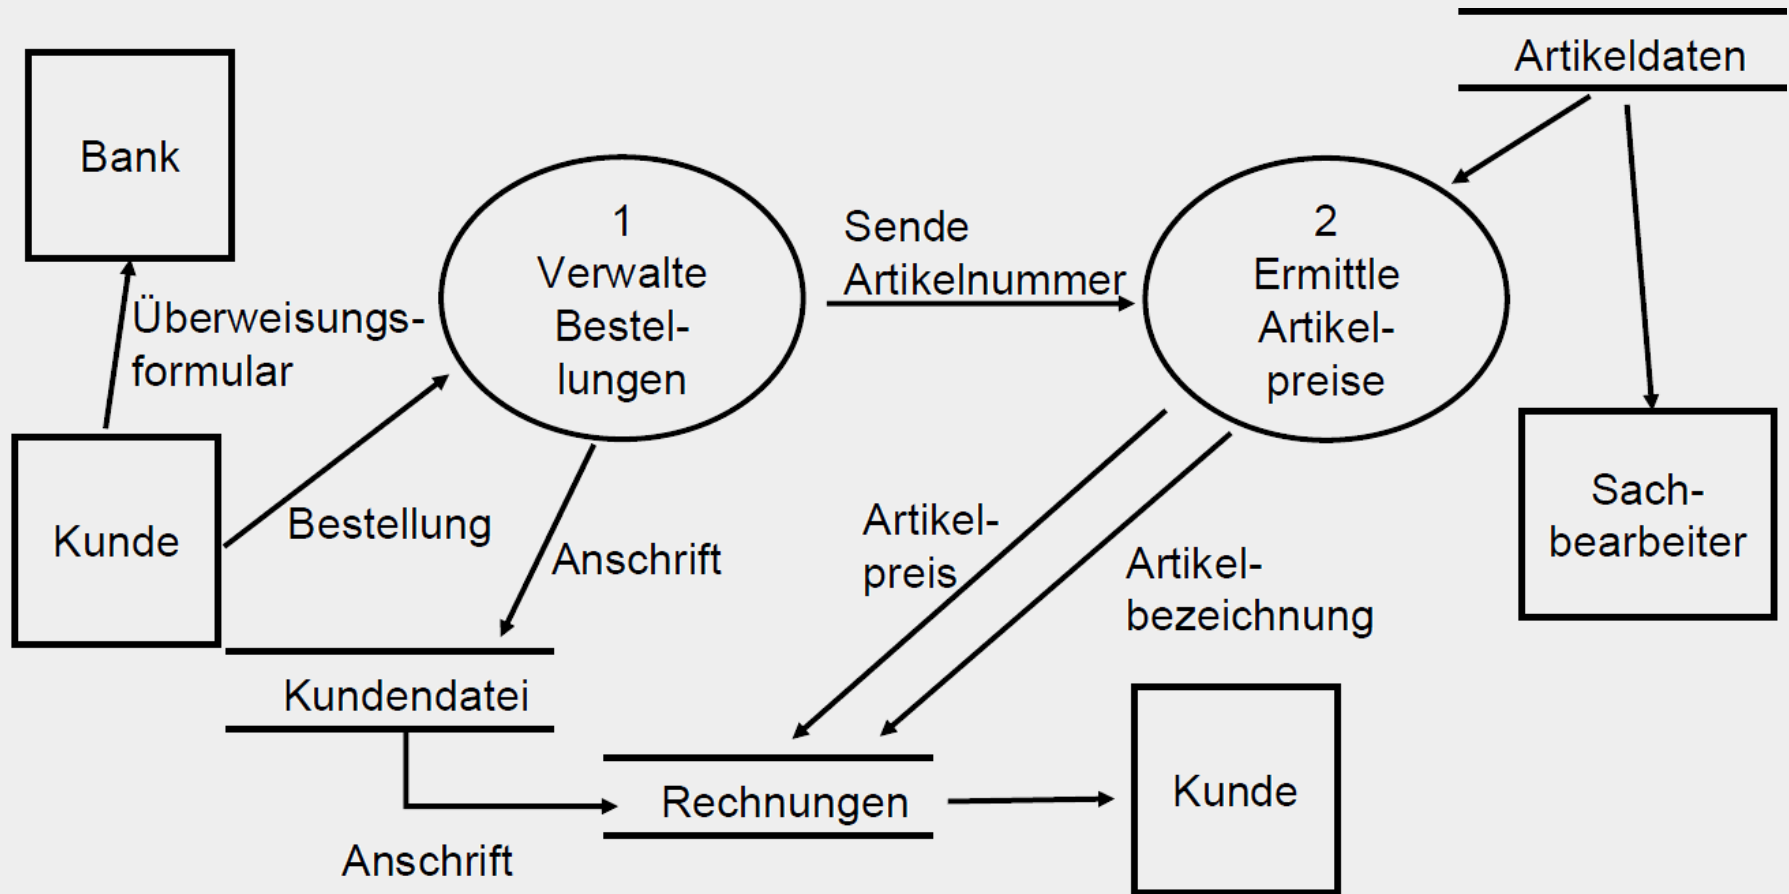 Artikeldaten
Bank
1
Verwalte
Bestel-
lungen
Sende
Artikelnummer
2
Ermittle
Artikel-
preise
Überweisungs-
formular
Kunde
Bestellung
Anschrift
Artikel-
preis
Artikel-
bezeichnung
Sach-
bearbeiter
Kundendatei
Rechnungen
Kunde
Anschrift